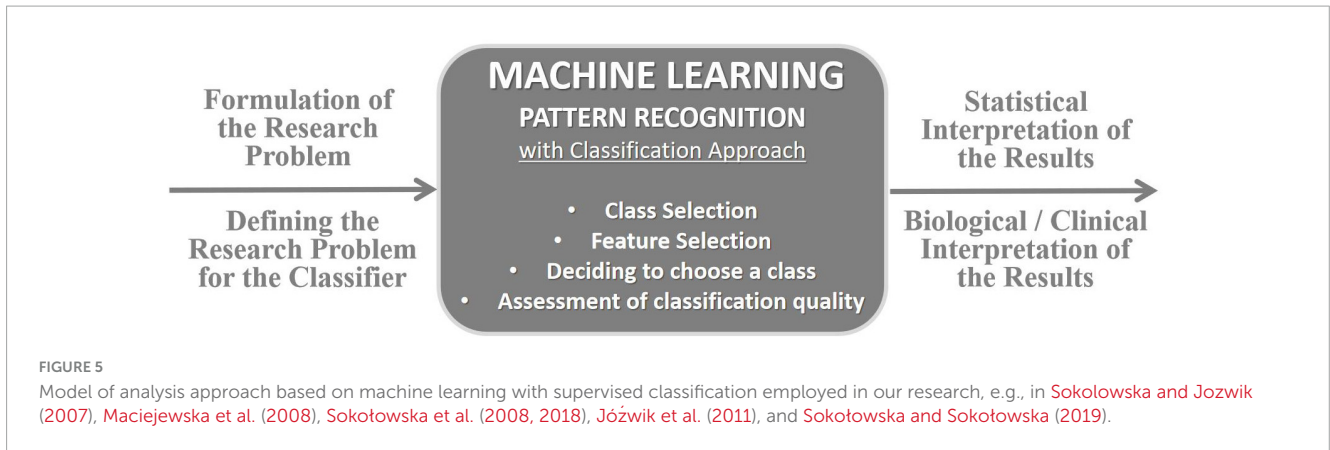 Formulation of
the Research
Problem
Defining the
Research Problem
for the Classifier
MACHINE LEARNING
PATTERN RECOGNITION
with Classification Approach
• Class Selection
• Feature Selection
• Deciding to choose a class
• Assessment of classification quality
Statistical
Interpretation of
the Results
Biological / Clinical
Interpretation of
the Results
FIGURE 5
Model of analysis approach based on machine learning with supervised classification employed in our research, e.g., in Sokolowska and Jozwik
(2007), Maciejewska et al. (2008), Sokołowska et al. (2008, 2018), Jóźwik et al. (2011), and Sokołowska and Sokołowska (2019).